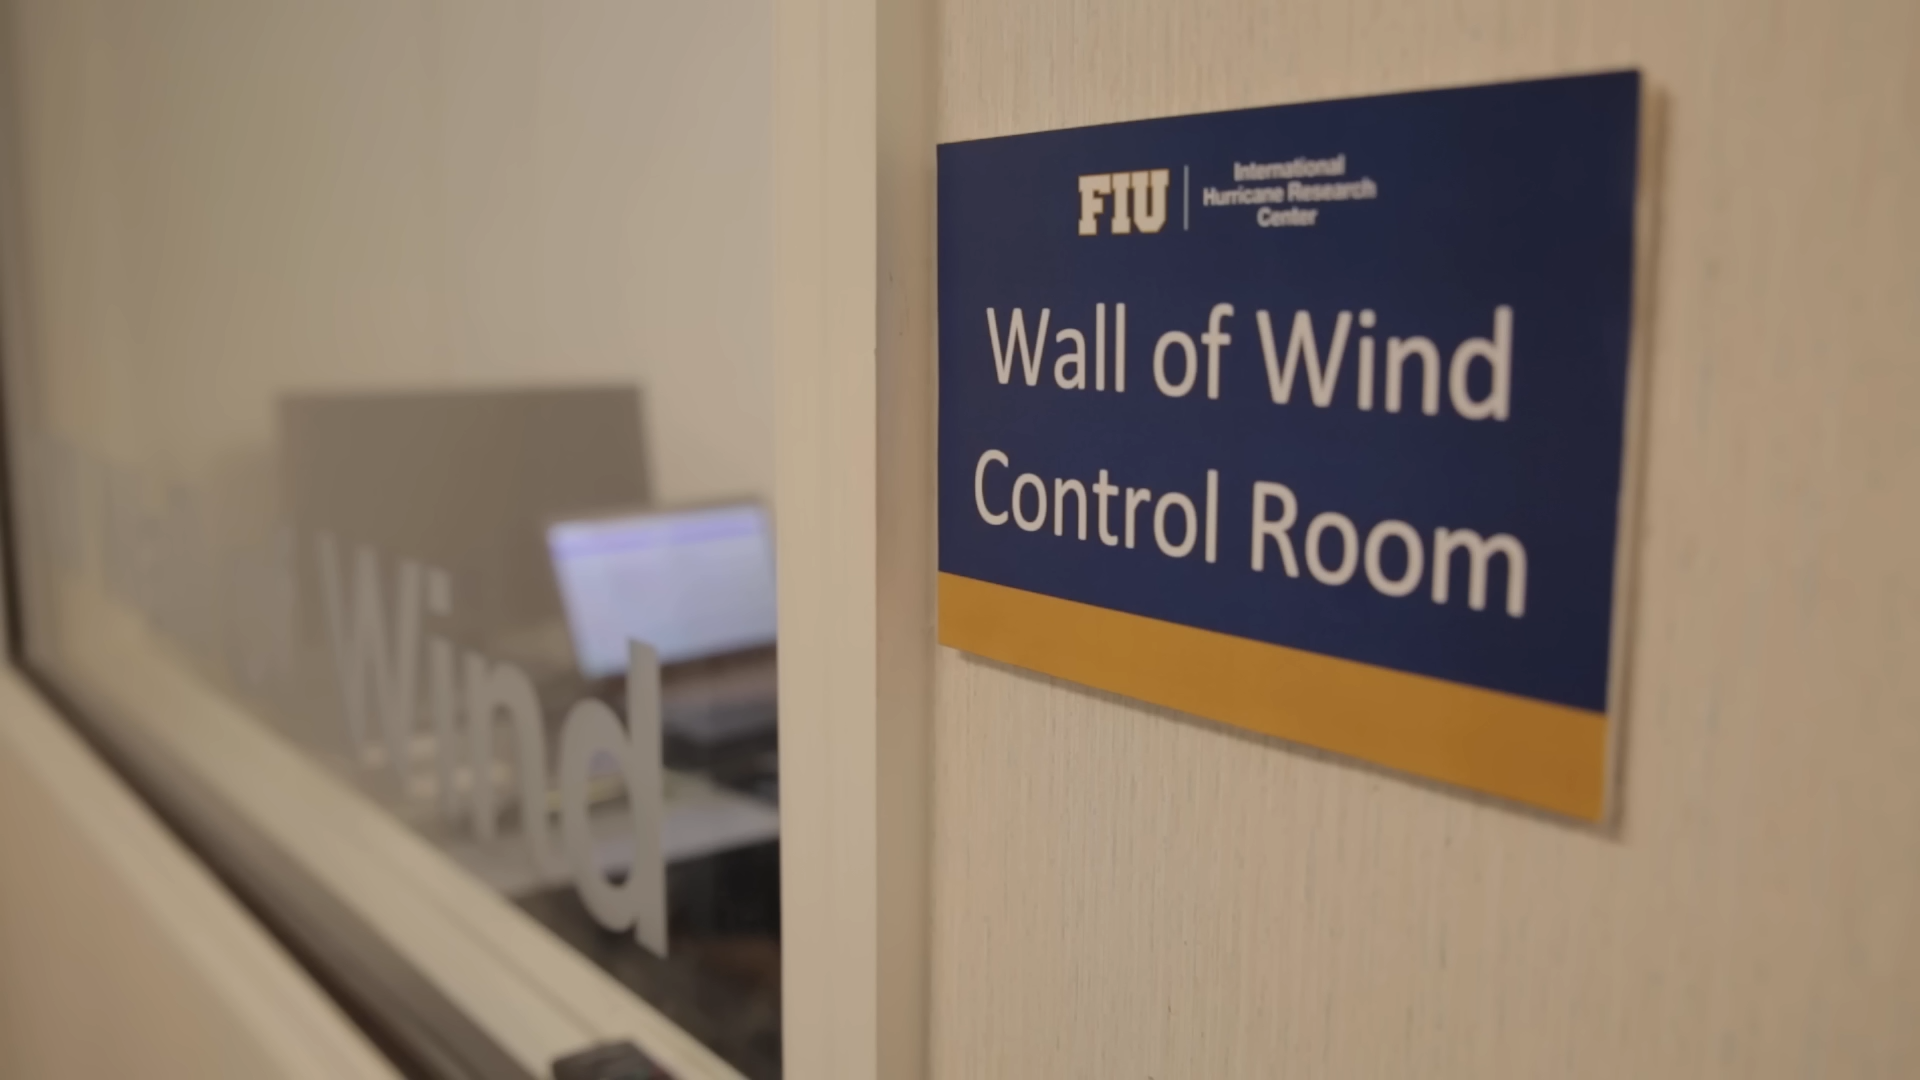 FIU
International
Hurricane Research
Center
Wall of Wind
Control Room
Wind